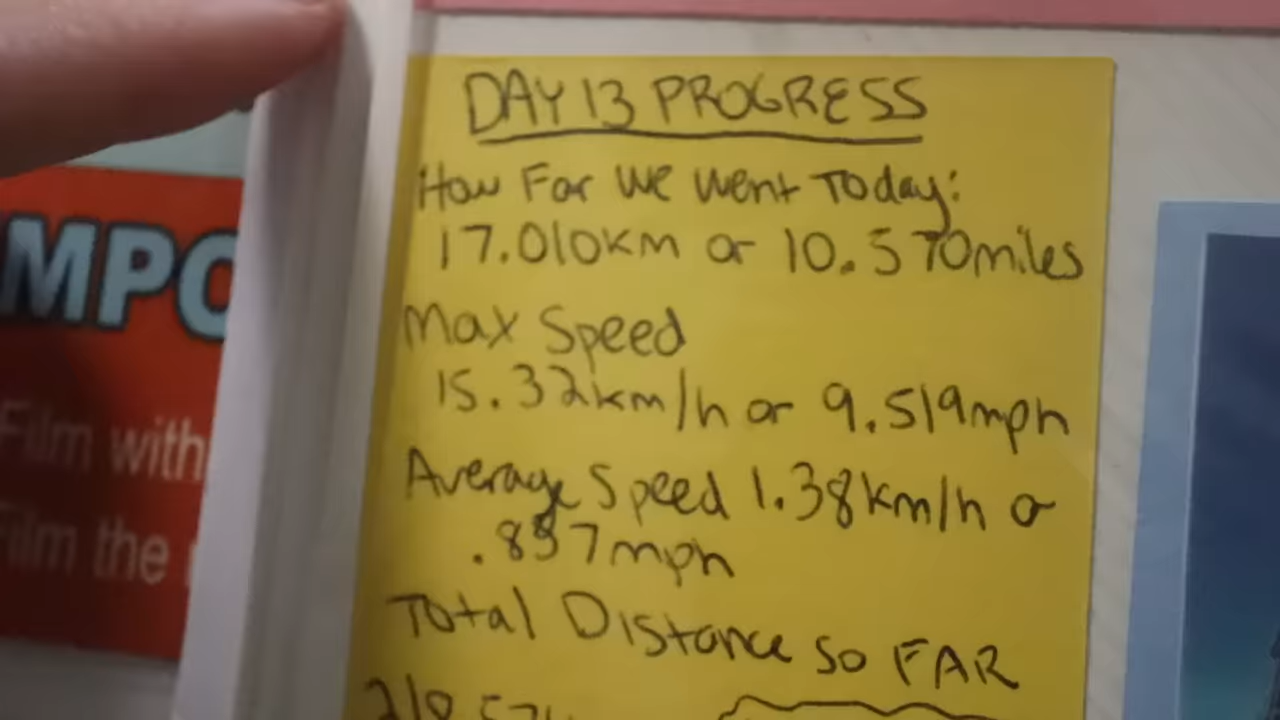 DAY 13 PROGRESS
How Far We Went Today:
17.010km or 10.570miles
Max Speed
15.32km/h or 9.519mph
Average Speed 1.38km/h or
.857mph
Total Distance So FAR
MPO
Film with
Film the